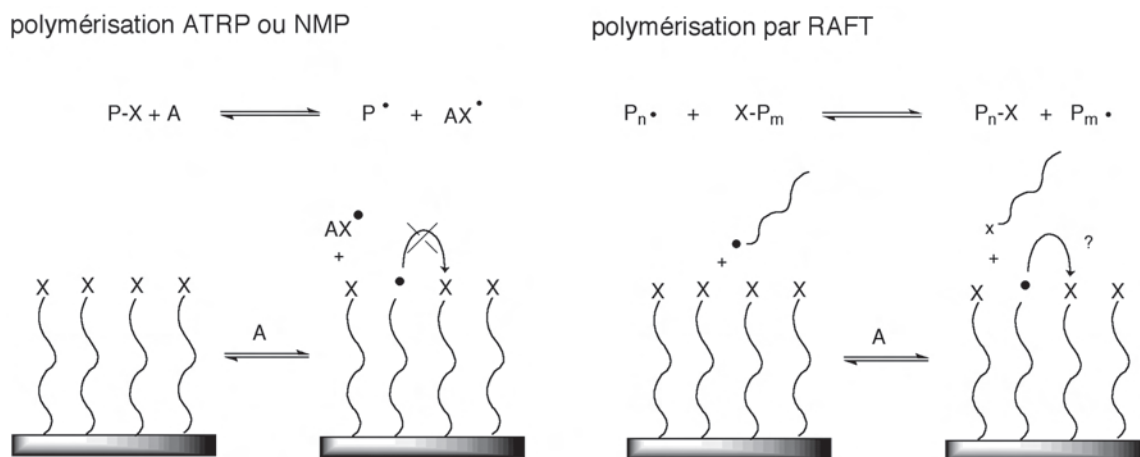 polymérisation ATRP ou NMP
P-X + A ⇌ P• + AX•
X X X X
A
AX•
+
X • X X
polymérisation par RAFT
Pn• + X-Pm ⇌ Pn-X + Pm•
•
+
X X X X
A
x
+
?
X • X X